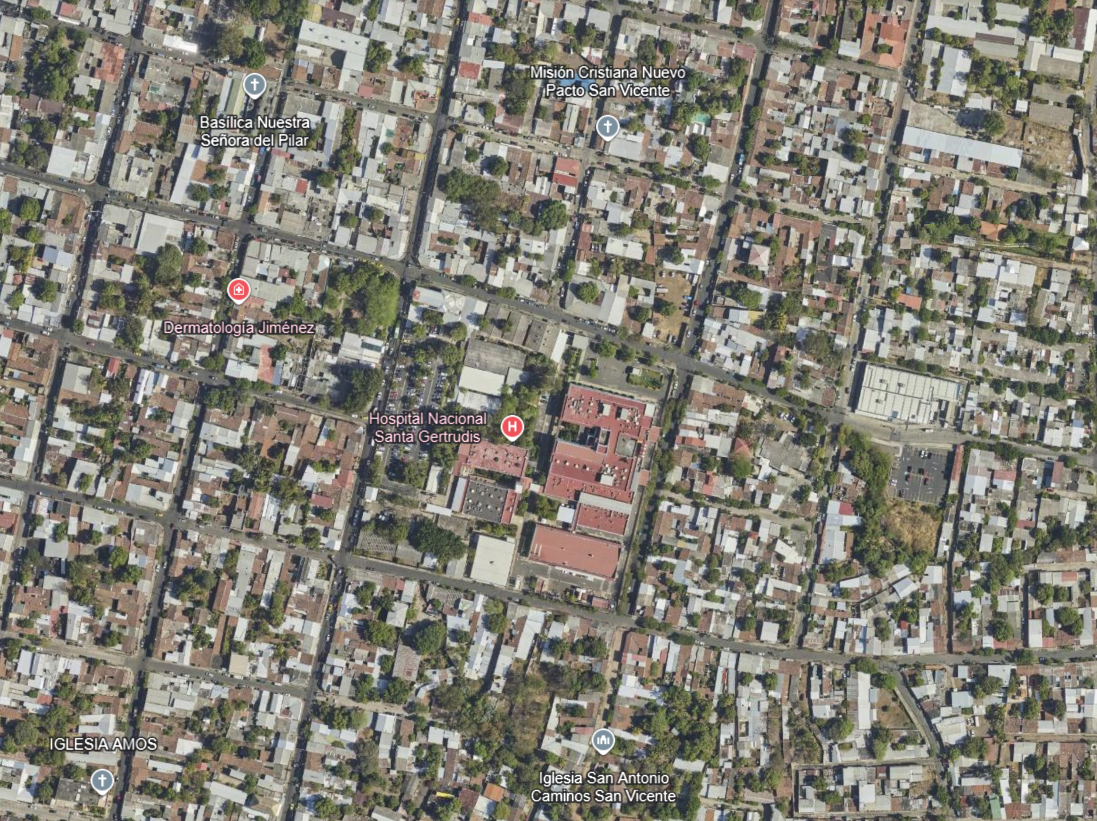 Misión Cristiana Nuevo
Pacto San Vicente
Basílica Nuestra
Señora del Pilar
Dermatología Jiménez
Hospital Nacional
Santa Gertrudis
H
IGLESIA AMOS
Iglesia San Antonio
Caminos San Vicente